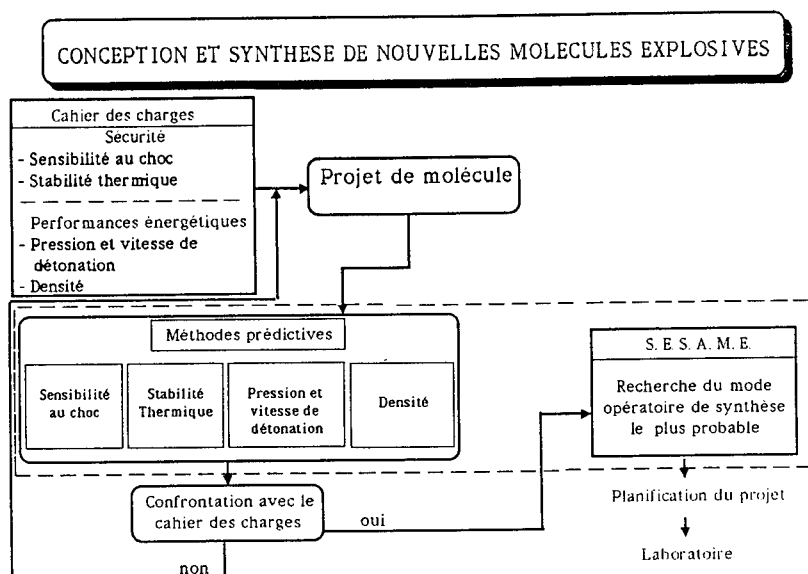 CONCEPTION ET SYNTHESE DE NOUVELLES MOLECULES EXPLOSIVES
Cahier des charges
Sécurité
- Sensibilité au choc
- Stabilité thermique
Performances énergétiques
- Pression et vitesse de
détonation
- Densité
Projet de molécule
Méthodes prédictives
Sensibilité
au choc
Stabilité
Thermique
Pression et
vitesse de
détonation
Densité
S. E. S. A. M. E.
Recherche du mode
opératoire de synthèse
le plus probable
Confrontation avec le
cahier des charges
oui
non
Planification du projet
Laboratoire